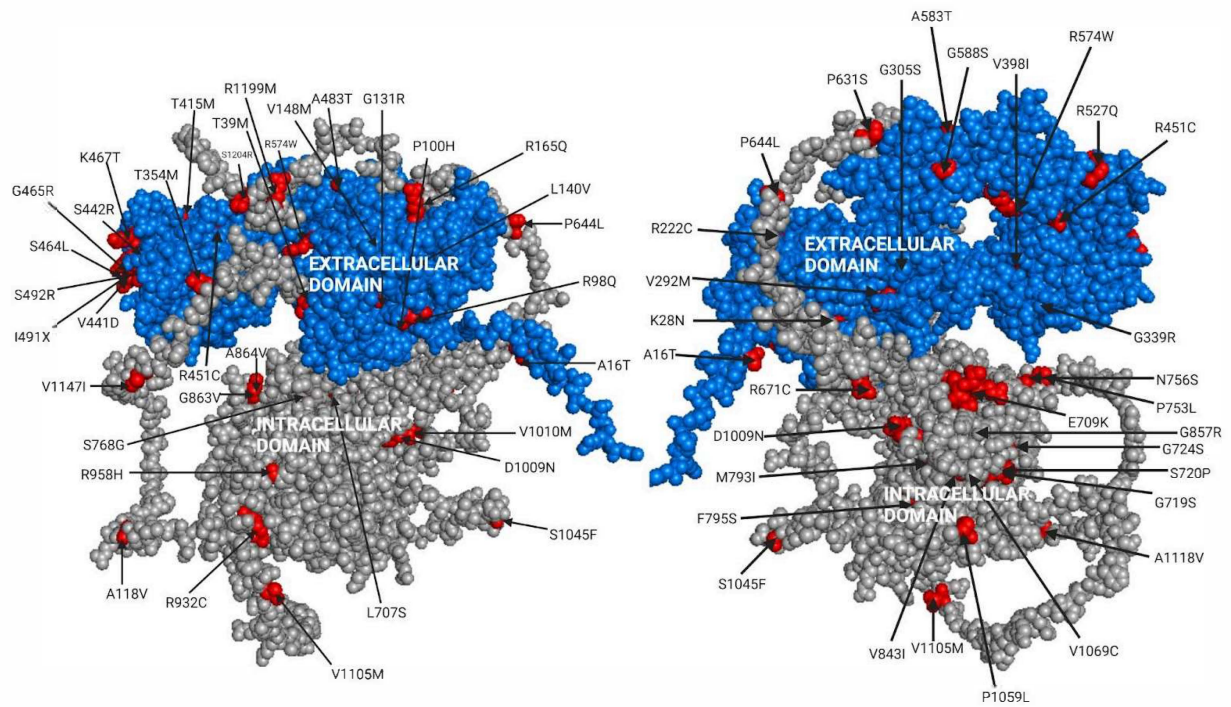 T415M
R1199M
V148M
A483T
G131R
T39M
S1204R
R574W
P100H
R165Q
K467T
T354M
L140V
G465R
S442R
P644L
S464L
S492R
V441D
I491X
R98Q
EXTRACELLULAR
DOMAIN
A864V
R451C
A16T
V1147I
G863V
S768G
INTRACELLULAR
DOMAIN
V1010M
D1009N
R958H
S1045F
A118V
R932C
L707S
V1105M
A583T
R574W
G588S
V398I
G305S
P631S
R527Q
R451C
P644L
R222C
EXTRACELLULAR
DOMAIN
V292M
K28N
G339R
A16T
R671C
N756S
P753L
E709K
D1009N
G857R
G724S
M793I
S720P
INTRACELLULAR
DOMAIN
G719S
F795S
A1118V
S1045F
V843I
V1105M
V1069C
P1059L